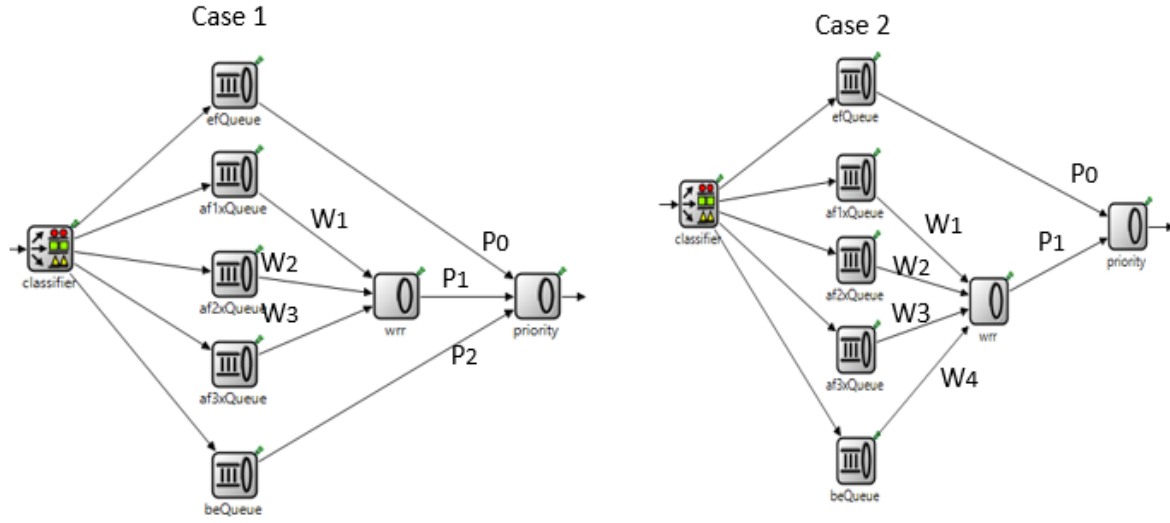 Case 1
efQueue
af1xQueue
W1
classifier
W2
af2xQueue
W3
af3xQueue
beQueue
wrr
P0
P1
P2
priority
Case 2
efQueue
af1xQueue
W1
classifier
W2
af2xQueue
W3
af3xQueue
W4
beQueue
wrr
P0
P1
priority